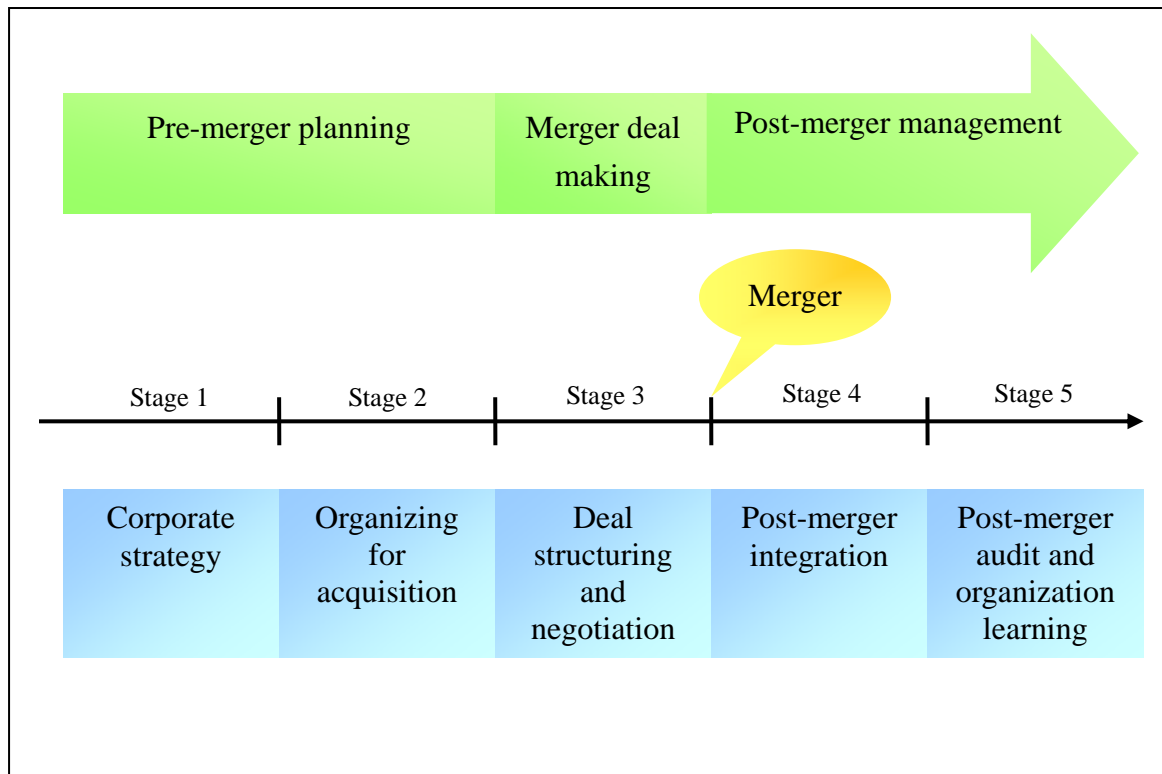 Pre-merger planning
Merger deal
making
Post-merger management
Merger
Stage 1
Stage 2
Stage 3
Stage 4
Stage 5
Corporate
strategy
Organizing
for
acquisition
Deal
structuring
and
negotiation
Post-merger
integration
Post-merger
audit and
organization
learning